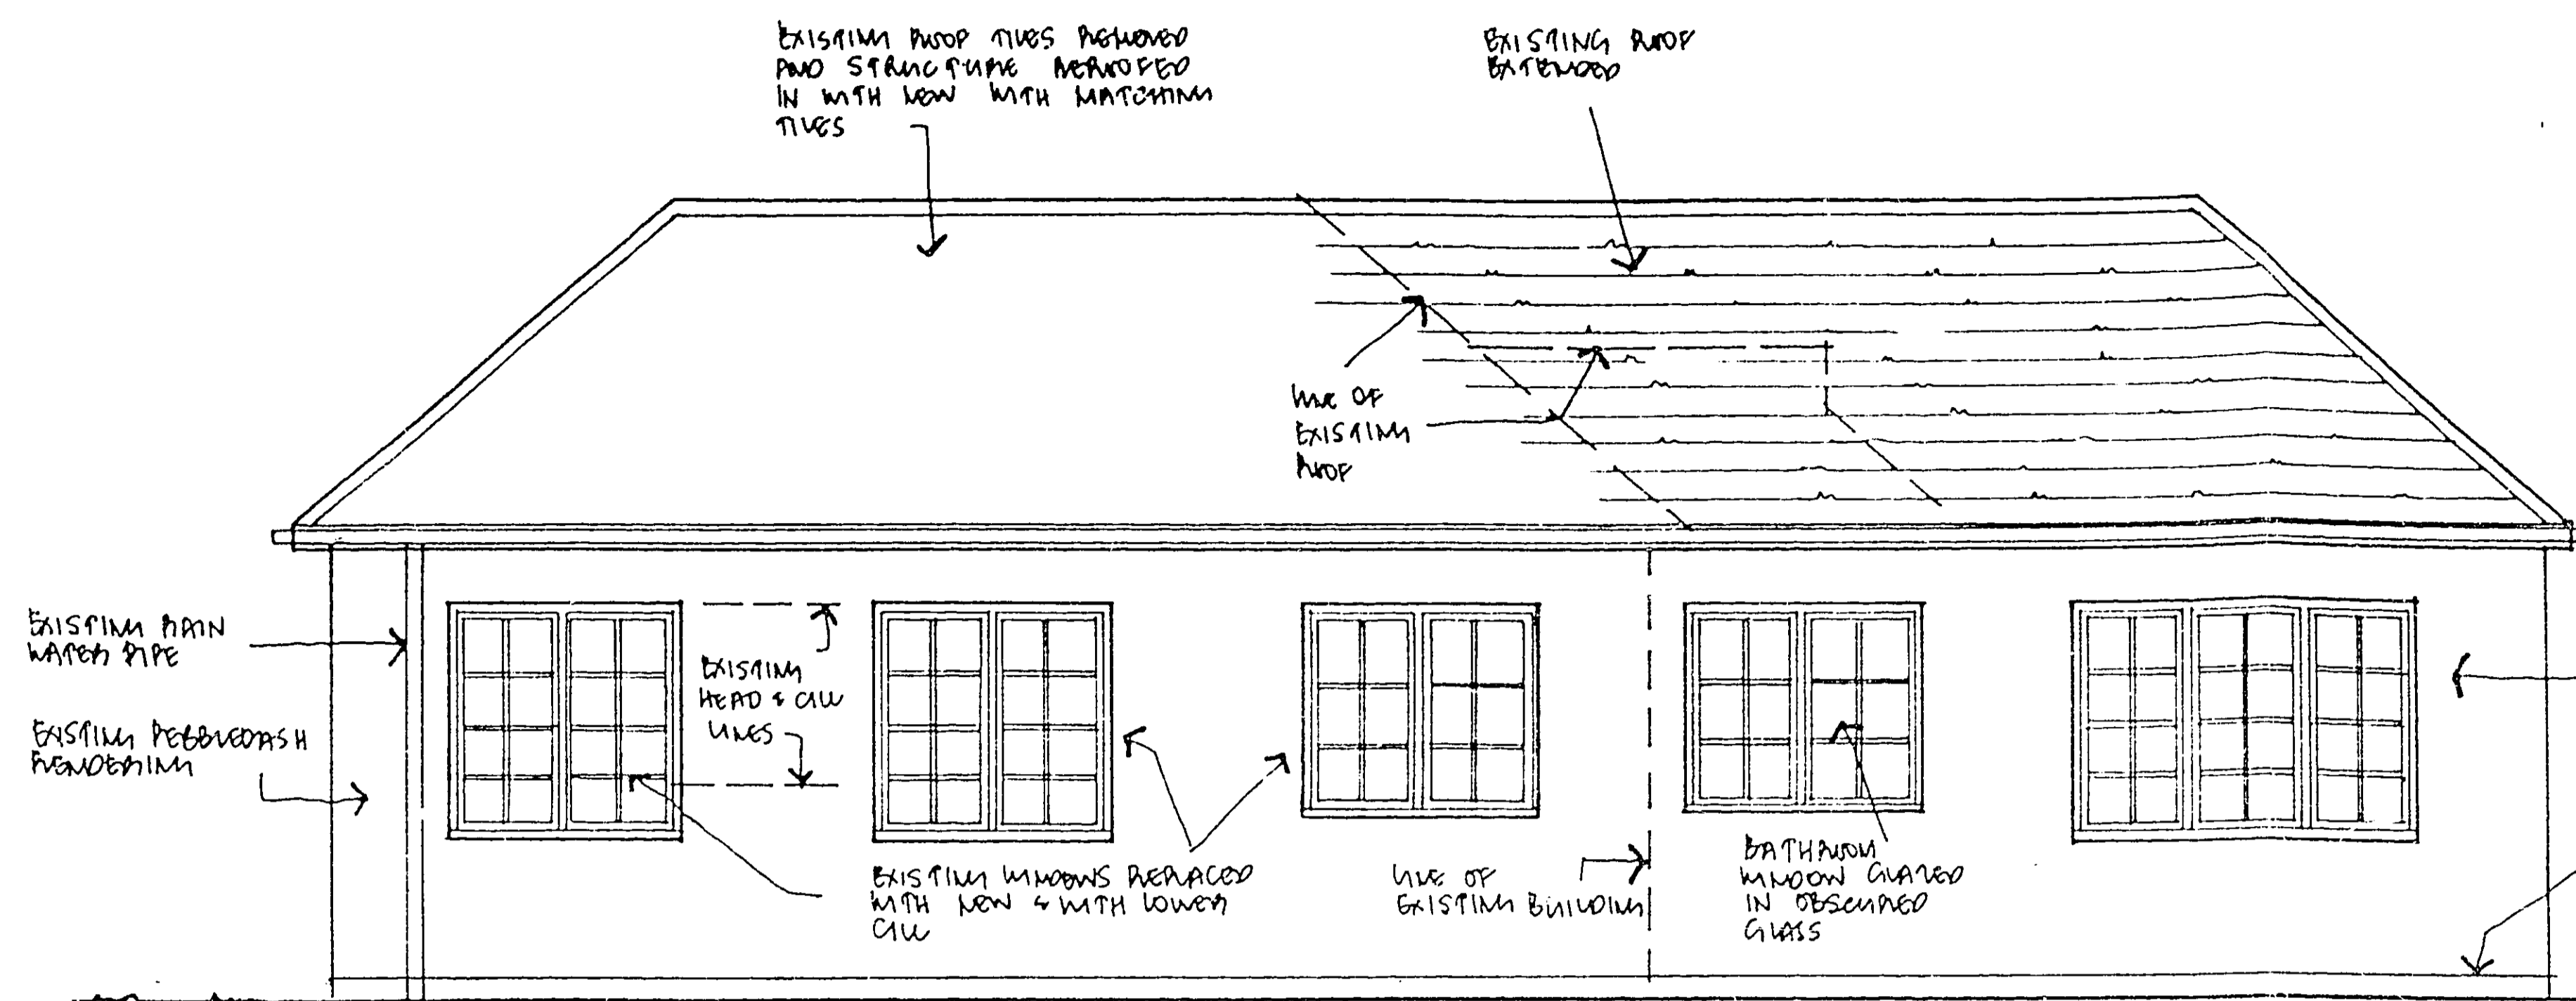 EXISTING ROOF TILES REMOVED
AND STRUCTURE REROOFED
IN WITH NEW WITH MATCHING
TILES
EXISTING ROOF
EXTENDED
LINE OF
EXISTING
ROOF
EXISTING RAIN
WATER PIPE
EXISTING PEBBLEDASH
RENDERING
EXISTING
HEAD & CILL
LINES
EXISTING WINDOWS REPLACED
WITH NEW & WITH LOWER
CILL
LINE OF
EXISTING BUILDING
BATHROOM
WINDOW GLAZED
IN OBSCURED
GLASS